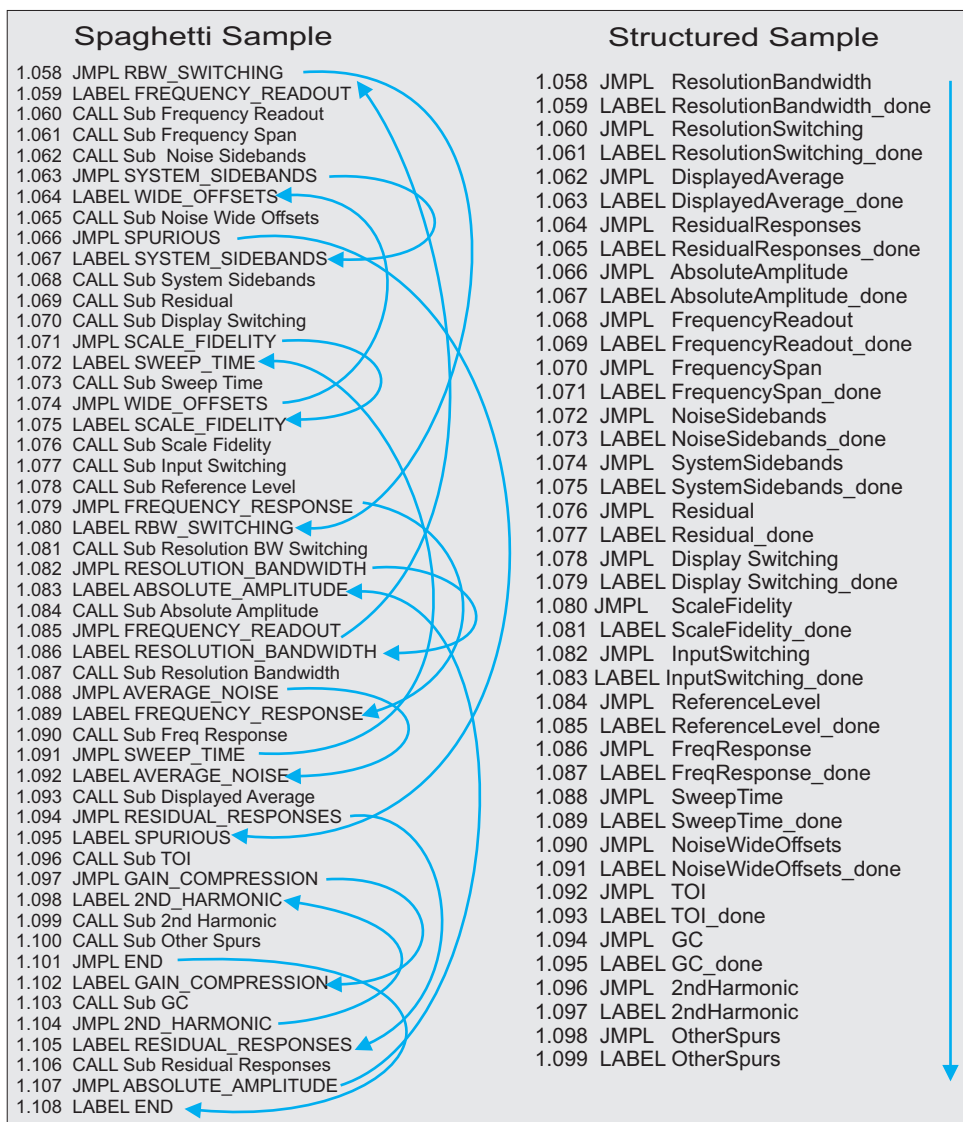 Spaghetti Sample
1.058 JMPL RBW_SWITCHING
1.059 LABEL FREQUENCY_READOUT
1.060 CALL Sub Frequency Readout
1.061 CALL Sub Frequency Span
1.062 CALL Sub Noise Sidebands
1.063 JMPL SYSTEM_SIDEBANDS
1.064 LABEL WIDE_OFFSETS
1.065 CALL Sub Noise Wide Offsets
1.066 JMPL SPURIOUS
1.067 LABEL SYSTEM_SIDEBANDS
1.068 CALL Sub System Sidebands
1.069 CALL Sub Residual
1.070 CALL Sub Display Switching
1.071 JMPL SCALE_FIDELITY
1.072 LABEL SWEEP_TIME
1.073 CALL Sub Sweep Time
1.074 JMPL WIDE_OFFSETS
1.075 LABEL SCALE_FIDELITY
1.076 CALL Sub Scale Fidelity
1.077 CALL Sub Input Switching
1.078 CALL Sub Reference Level
1.079 JMPL FREQUENCY_RESPONSE
1.080 LABEL RBW_SWITCHING
1.081 CALL Sub Resolution BW Switching
1.082 JMPL RESOLUTION_BANDWIDTH
1.083 LABEL ABSOLUTE_AMPLITUDE
1.084 CALL Sub Absolute Amplitude
1.085 JMPL FREQUENCY_READOUT
1.086 LABEL RESOLUTION_BANDWIDTH
1.087 CALL Sub Resolution Bandwidth
1.088 JMPL AVERAGE_NOISE
1.089 LABEL FREQUENCY_RESPONSE
1.090 CALL Sub Freq Response
1.091 JMPL SWEEP_TIME
1.092 LABEL AVERAGE_NOISE
1.093 CALL Sub Displayed Average
1.094 JMPL RESIDUAL_RESPONSES
1.095 LABEL SPURIOUS
1.096 CALL Sub TOI
1.097 JMPL GAIN_COMPRESSION
1.098 LABEL 2ND_HARMONIC
1.099 CALL Sub 2nd Harmonic
1.100 CALL Sub Other Spurs
1.101 JMPL END
1.102 LABEL GAIN_COMPRESSION
1.103 CALL Sub GC
1.104 JMPL 2ND_HARMONIC
1.105 LABEL RESIDUAL_RESPONSES
1.106 CALL Sub Residual Responses
1.107 JMPL ABSOLUTE_AMPLITUDE
1.108 LABEL END
Structured Sample
1.058 JMPL ResolutionBandwidth
1.059 LABEL ResolutionBandwidth_done
1.060 JMPL ResolutionSwitching
1.061 LABEL ResolutionSwitching_done
1.062 JMPL DisplayedAverage
1.063 LABEL DisplayedAverage_done
1.064 JMPL ResidualResponses
1.065 LABEL ResidualResponses_done
1.066 JMPL AbsoluteAmplitude
1.067 LABEL AbsoluteAmplitude_done
1.068 JMPL FrequencyReadout
1.069 LABEL FrequencyReadout_done
1.070 JMPL FrequencySpan
1.071 LABEL FrequencySpan_done
1.072 JMPL NoiseSidebands
1.073 LABEL NoiseSidebands_done
1.074 JMPL SystemSidebands
1.075 LABEL SystemSidebands_done
1.076 JMPL Residual
1.077 LABEL Residual_done
1.078 JMPL Display Switching
1.079 LABEL Display Switching_done
1.080 JMPL ScaleFidelity
1.081 LABEL ScaleFidelity_done
1.082 JMPL InputSwitching
1.083 LABEL InputSwitching_done
1.084 JMPL ReferenceLevel
1.085 LABEL ReferenceLevel_done
1.086 JMPL FreqResponse
1.087 LABEL FreqResponse_done
1.088 JMPL SweepTime
1.089 LABEL SweepTime_done
1.090 JMPL NoiseWideOffsets
1.091 LABEL NoiseWideOffsets_done
1.092 JMPL TOI
1.093 LABEL TOI_done
1.094 JMPL GC
1.095 LABEL GC_done
1.096 JMPL 2ndHarmonic
1.097 LABEL 2ndHarmonic
1.098 JMPL OtherSpurs
1.099 LABEL OtherSpurs